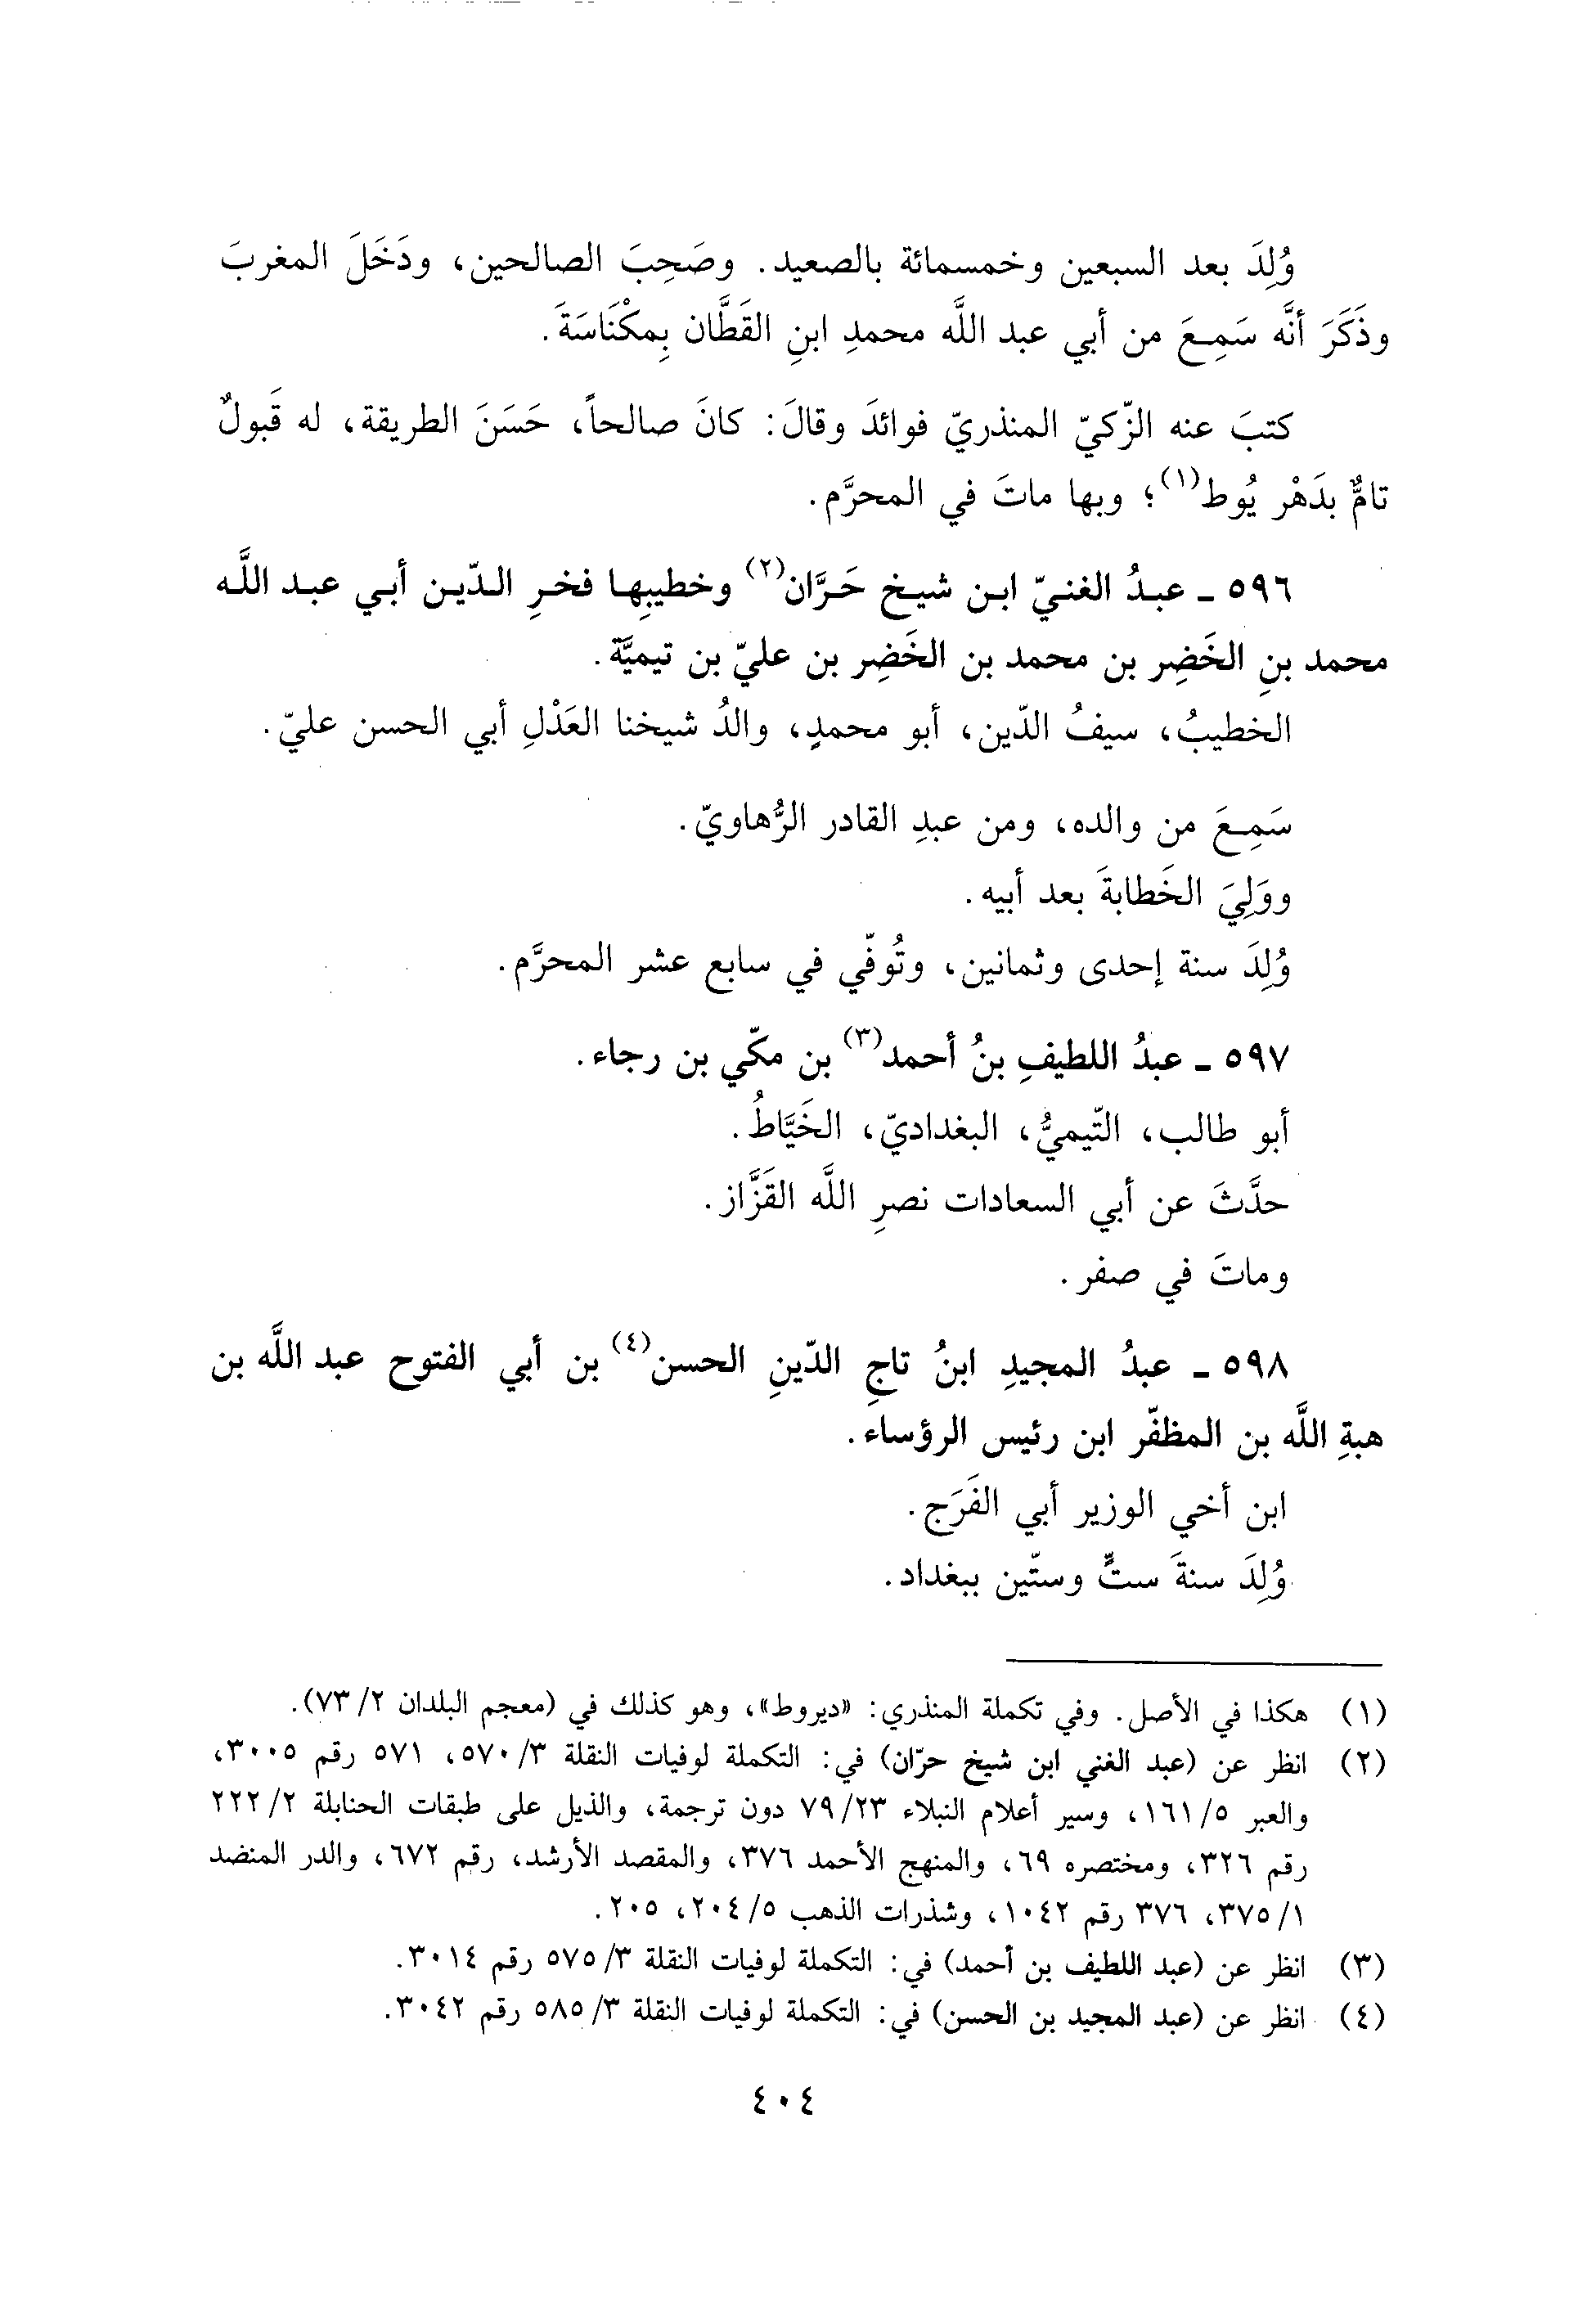 وُلِدَ بعد السبعين وخمسمائة بالصعيد. وصَحِبَ الصالحين، ودَخَلَ المغربَ
وذَكَرَ أنَّه سَمِعَ من أبي عبد اللَّه محمدِ ابنِ القَطَّان بِمكْنَاسَةَ.
كتبَ عنه الزّكيّ المنذريّ فوائدَ وقالَ: كانَ صالحاً، حَسَنَ الطريقة، له قَبولٌ
تامٌّ بدَهْر يُوط(١)؛ وبها ماتَ في المحرَّم.
٥٩٦ ـ عبدُ الغنيّ ابن شيخ حَرَّان(٢) وخطيبِها فخرِ الدّين أبي عبد اللَّه
محمد بنِ الخَضِر بن محمد بن الخَضِر بن عليّ بن تيميَّة.
الخطيبُ، سيفُ الدّين، أبو محمدٍ، والدُ شيخنا العَدْلِ أبي الحسن عليّ.
سَمِعَ من والده، ومن عبدِ القادر الرُّهاويّ.
ووَلِيَ الخَطابةَ بعد أبيه.
وُلِدَ سنة إحدى وثمانين، وتُوفّي في سابع عشر المحرَّم.
٥٩٧ ـ عبدُ اللطيفِ بنُ أحمد(٣) بن مكّي بن رجاء.
أبو طالب، التّيميُّ، البغداديّ، الخَيَّاطُ.
حدَّثَ عن أبي السعادات نصرِ اللَّه القَزَّاز.
وماتَ في صفر.
٥٩٨ ـ عبدُ المجيدِ ابنُ تاجِ الدّينِ الحسن(٤) بن أبي الفتوح عبد اللَّه بن
هبةِ اللَّه بن المظفّر ابن رئيس الرؤساء.
ابن أخي الوزير أبي الفَرَج.
وُلِدَ سنةَ ستٍّ وستّين ببغداد.
(١) هكذا في الأصل. وفي تكملة المنذري: «ديروط»، وهو كذلك في (معجم البلدان ٢/ ٧٣).
(٢) انظر عن (عبد الغني ابن شيخ حرّان) في: التكملة لوفيات النقلة ٣/ ٥٧٠، ٥٧١ رقم ٣٠٠٥،
والعبر ٥/ ١٦١، وسير أعلام النبلاء ٢٣/ ٧٩ دون ترجمة، والذيل على طبقات الحنابلة ٢/ ٢٢٢
رقم ٣٢٦، ومختصره ٦٩، والمنهج الأحمد ٣٧٦، والمقصد الأرشد، رقم ٦٧٢، والدر المنضد
١/ ٣٧٥، ٣٧٦ رقم ١٠٤٢، وشذرات الذهب ٥/ ٢٠٤، ٢٠٥.
(٣) انظر عن (عبد اللطيف بن أحمد) في: التكملة لوفيات النقلة ٣/ ٥٧٥ رقم ٣٠١٤.
(٤) انظر عن (عبد المجيد بن الحسن) في: التكملة لوفيات النقلة ٣/ ٥٨٥ رقم ٣٠٤٢.
٤٠٤